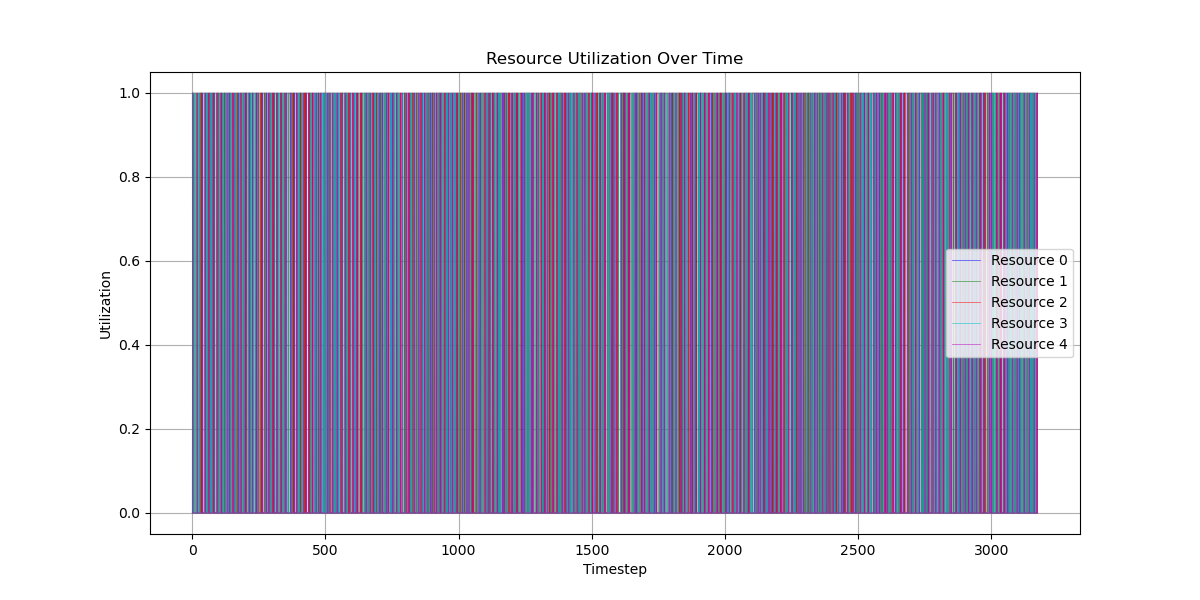 Resource Utilization Over Time
1.0
0.8
0.6
0.4
0.2
0.0
Utilization
Resource 0
Resource 1
Resource 2
Resource 3
Resource 4
0 500 1000 1500 2000 2500 3000
Timestep